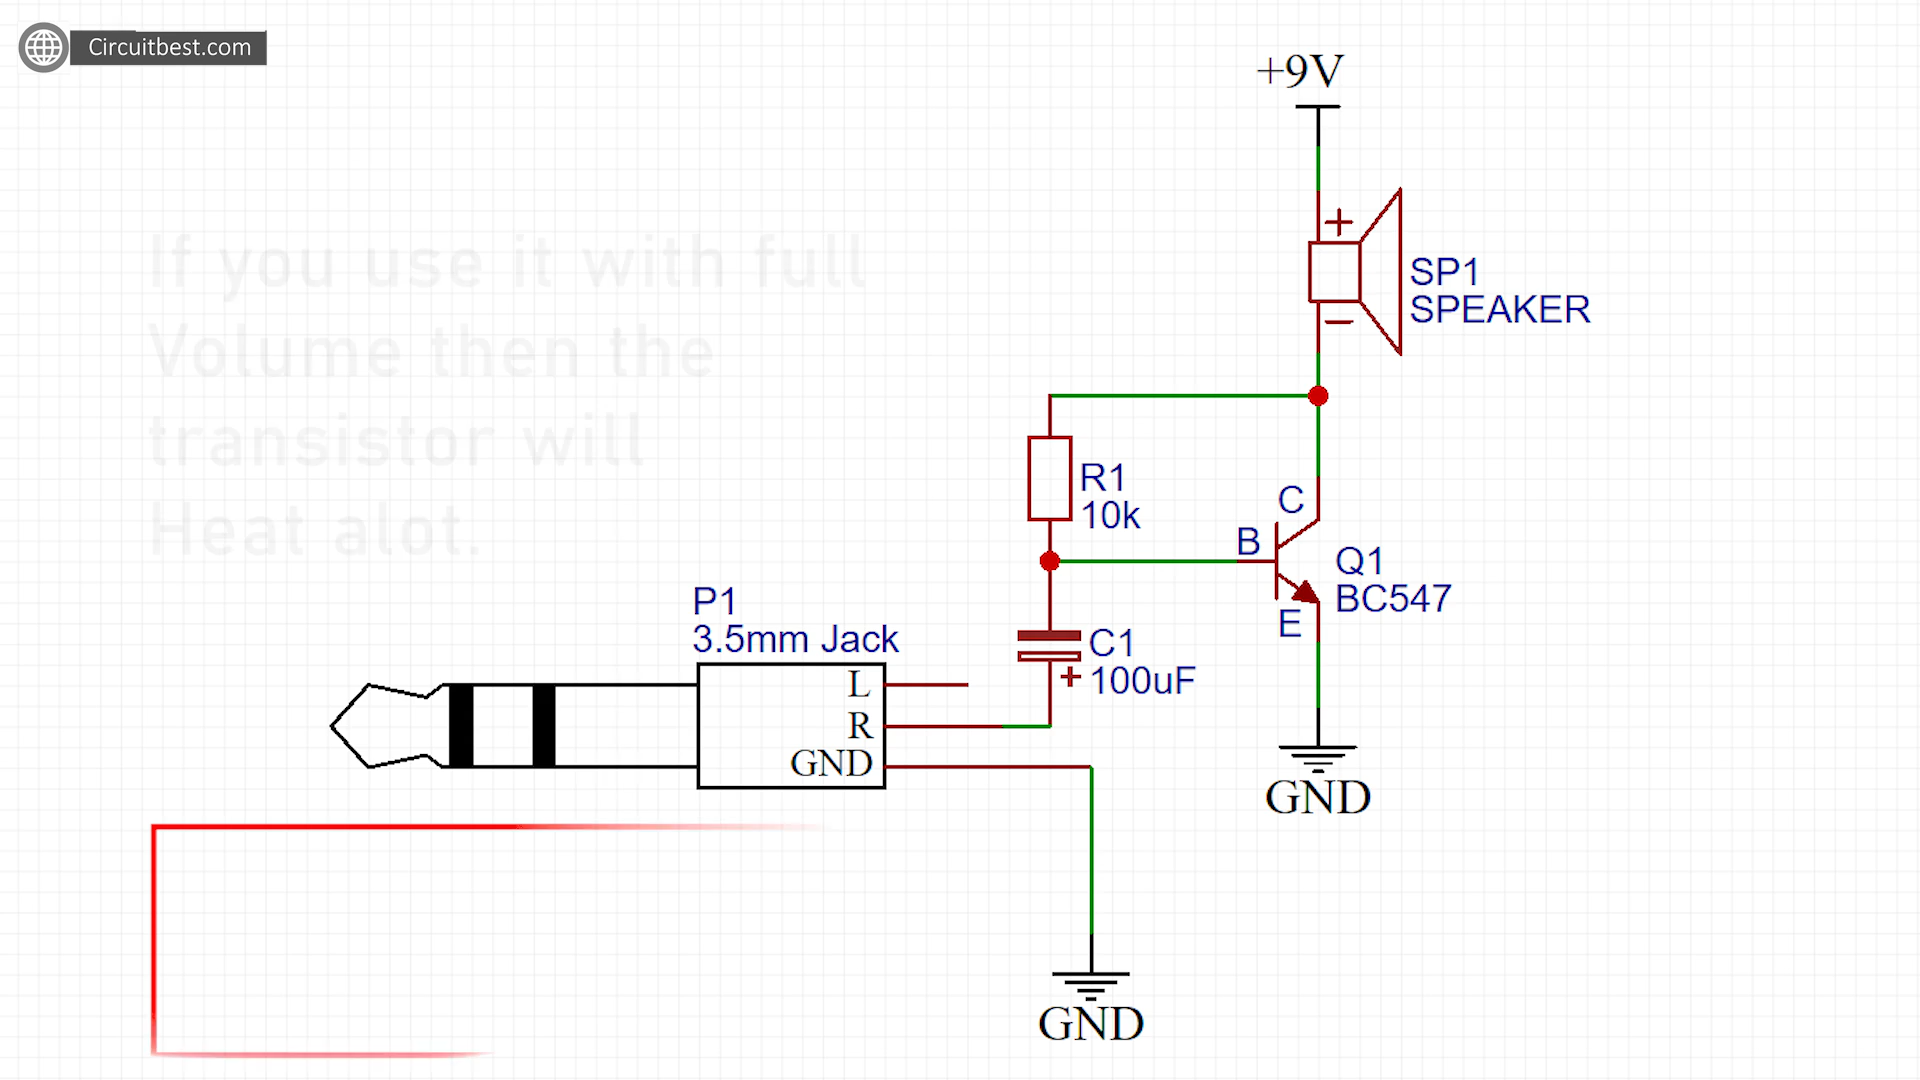 Circuitbest.com
+9V
+
SP1
SPEAKER
−
If you use it with full
Volume then the
transistor will
Heat alot.
R1
10k
C
B
Q1
BC547
E
P1
3.5mm Jack
C1
100uF
+
L
R
GND
GND
GND